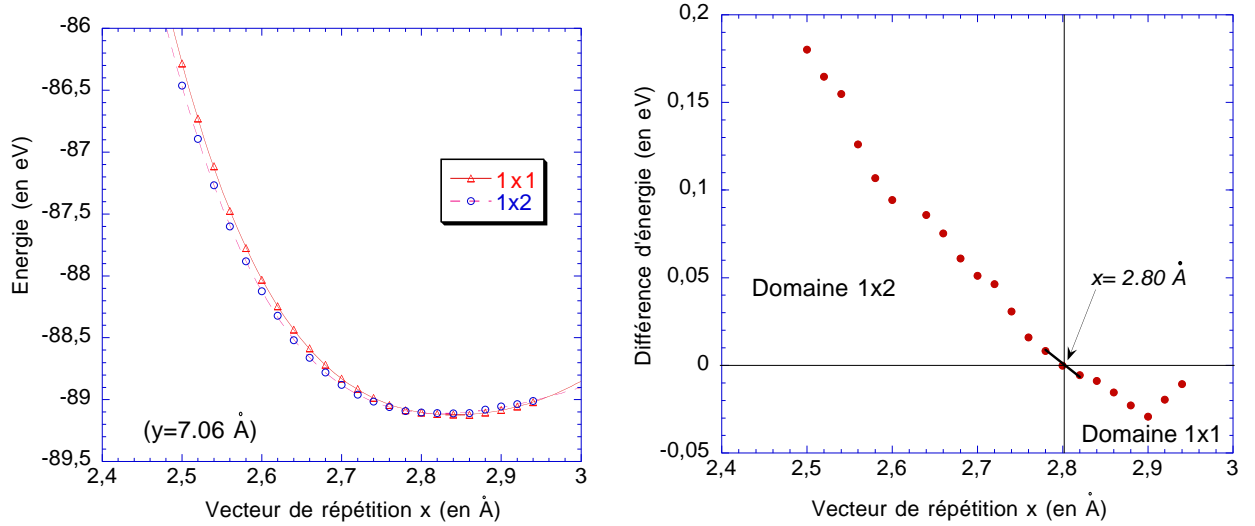 -86
-86,5
-87
-87,5
-88
-88,5
-89
-89,5
Energie (en eV)
1x1
1x2
(y=7.06 Å)
2,4 2,5 2,6 2,7 2,8 2,9 3
Vecteur de répétition x (en Å)
0,2
0,15
0,1
0,05
0
-0,05
Différence d'énergie (en eV)
Domaine 1x2
x= 2.80 Å
Domaine 1x1
2,4 2,5 2,6 2,7 2,8 2,9 3
Vecteur de répétition x (en Å)